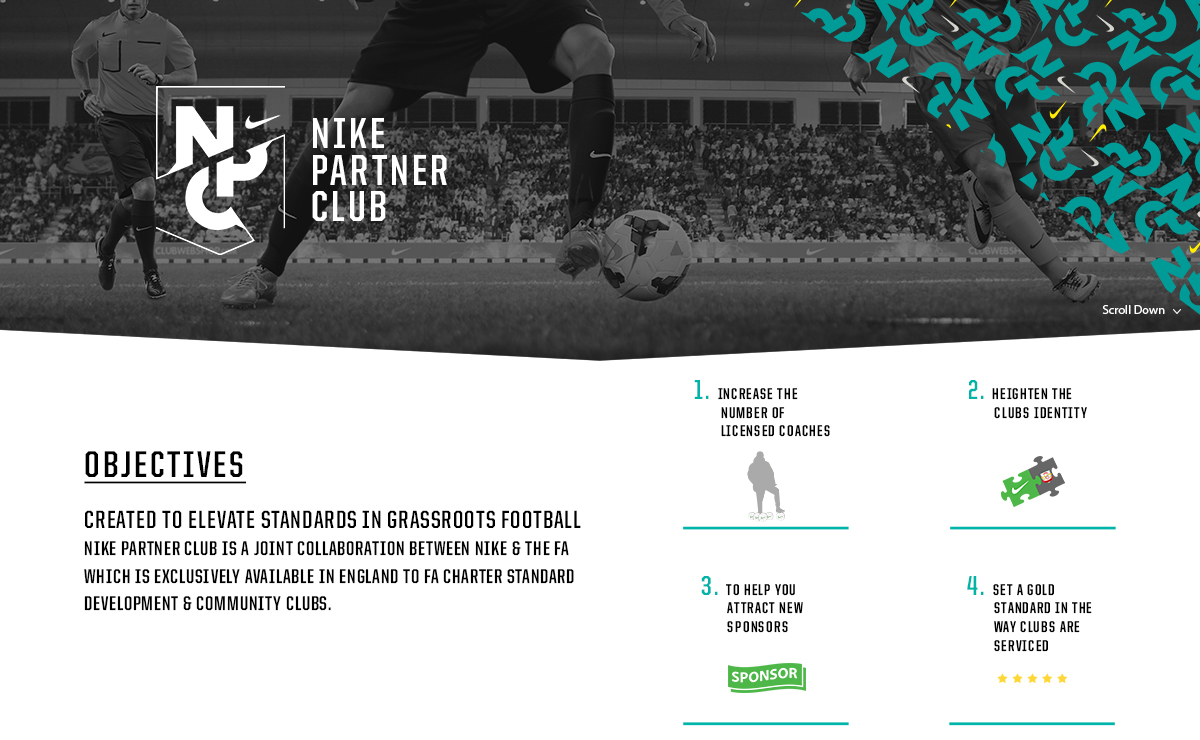 NPC
NIKE
PARTNER
CLUB
Scroll Down
OBJECTIVES
CREATED TO ELEVATE STANDARDS IN GRASSROOTS FOOTBALL
NIKE PARTNER CLUB IS A JOINT COLLABORATION BETWEEN NIKE & THE FA
WHICH IS EXCLUSIVELY AVAILABLE IN ENGLAND TO FA CHARTER STANDARD
DEVELOPMENT & COMMUNITY CLUBS.
1. INCREASE THE
NUMBER OF
LICENSED COACHES
2. HEIGHTEN THE
CLUBS IDENTITY
3. TO HELP YOU
ATTRACT NEW
SPONSORS
SPONSOR
4. SET A GOLD
STANDARD IN THE
WAY CLUBS ARE
SERVICED